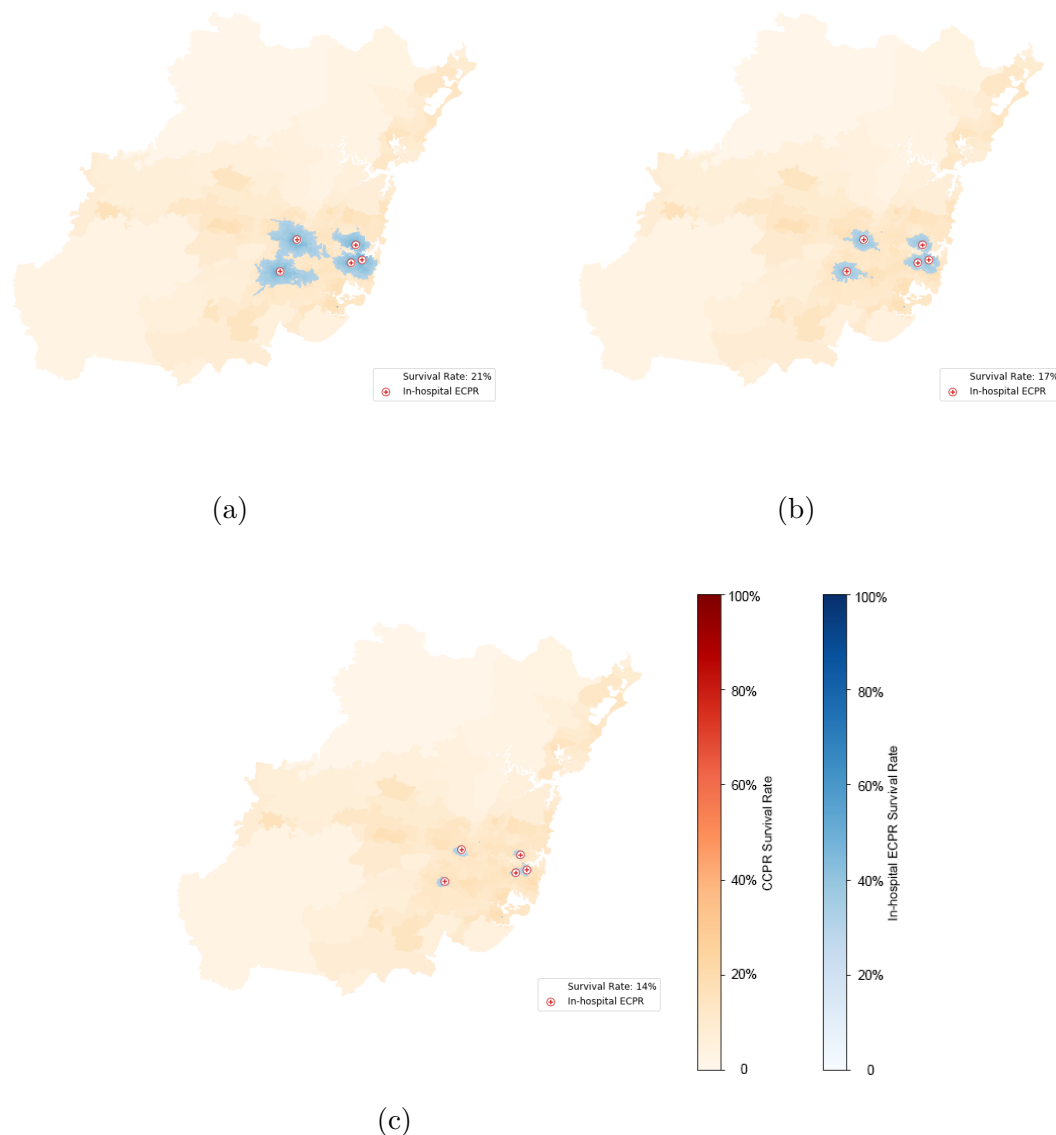 Survival Rate: 21%
In-hospital ECPR
Survival Rate: 17%
In-hospital ECPR
(a)
(b)
100%
80%
60%
40%
20%
0
CCPR Survival Rate
100%
80%
60%
40%
20%
0
In-hospital ECPR Survival Rate
Survival Rate: 14%
In-hospital ECPR
(c)